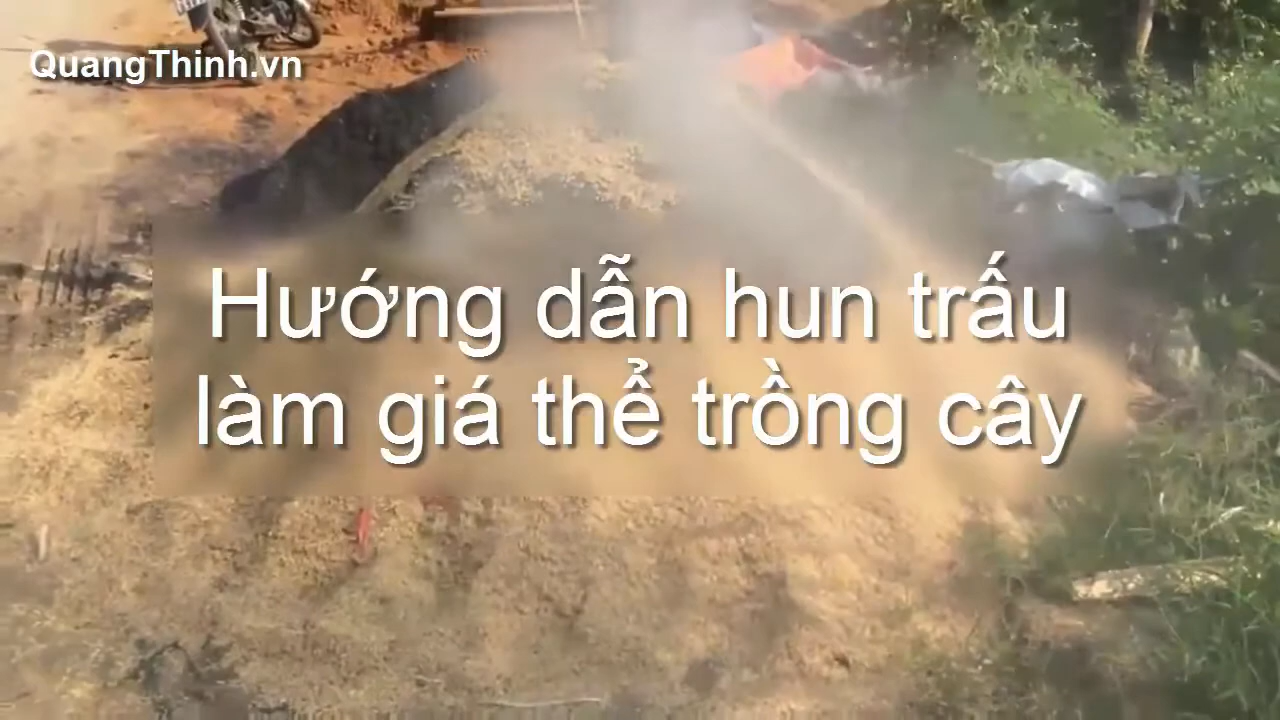 QuangThinh.vn
Hướng dẫn hun trấu
làm giá thể trồng cây